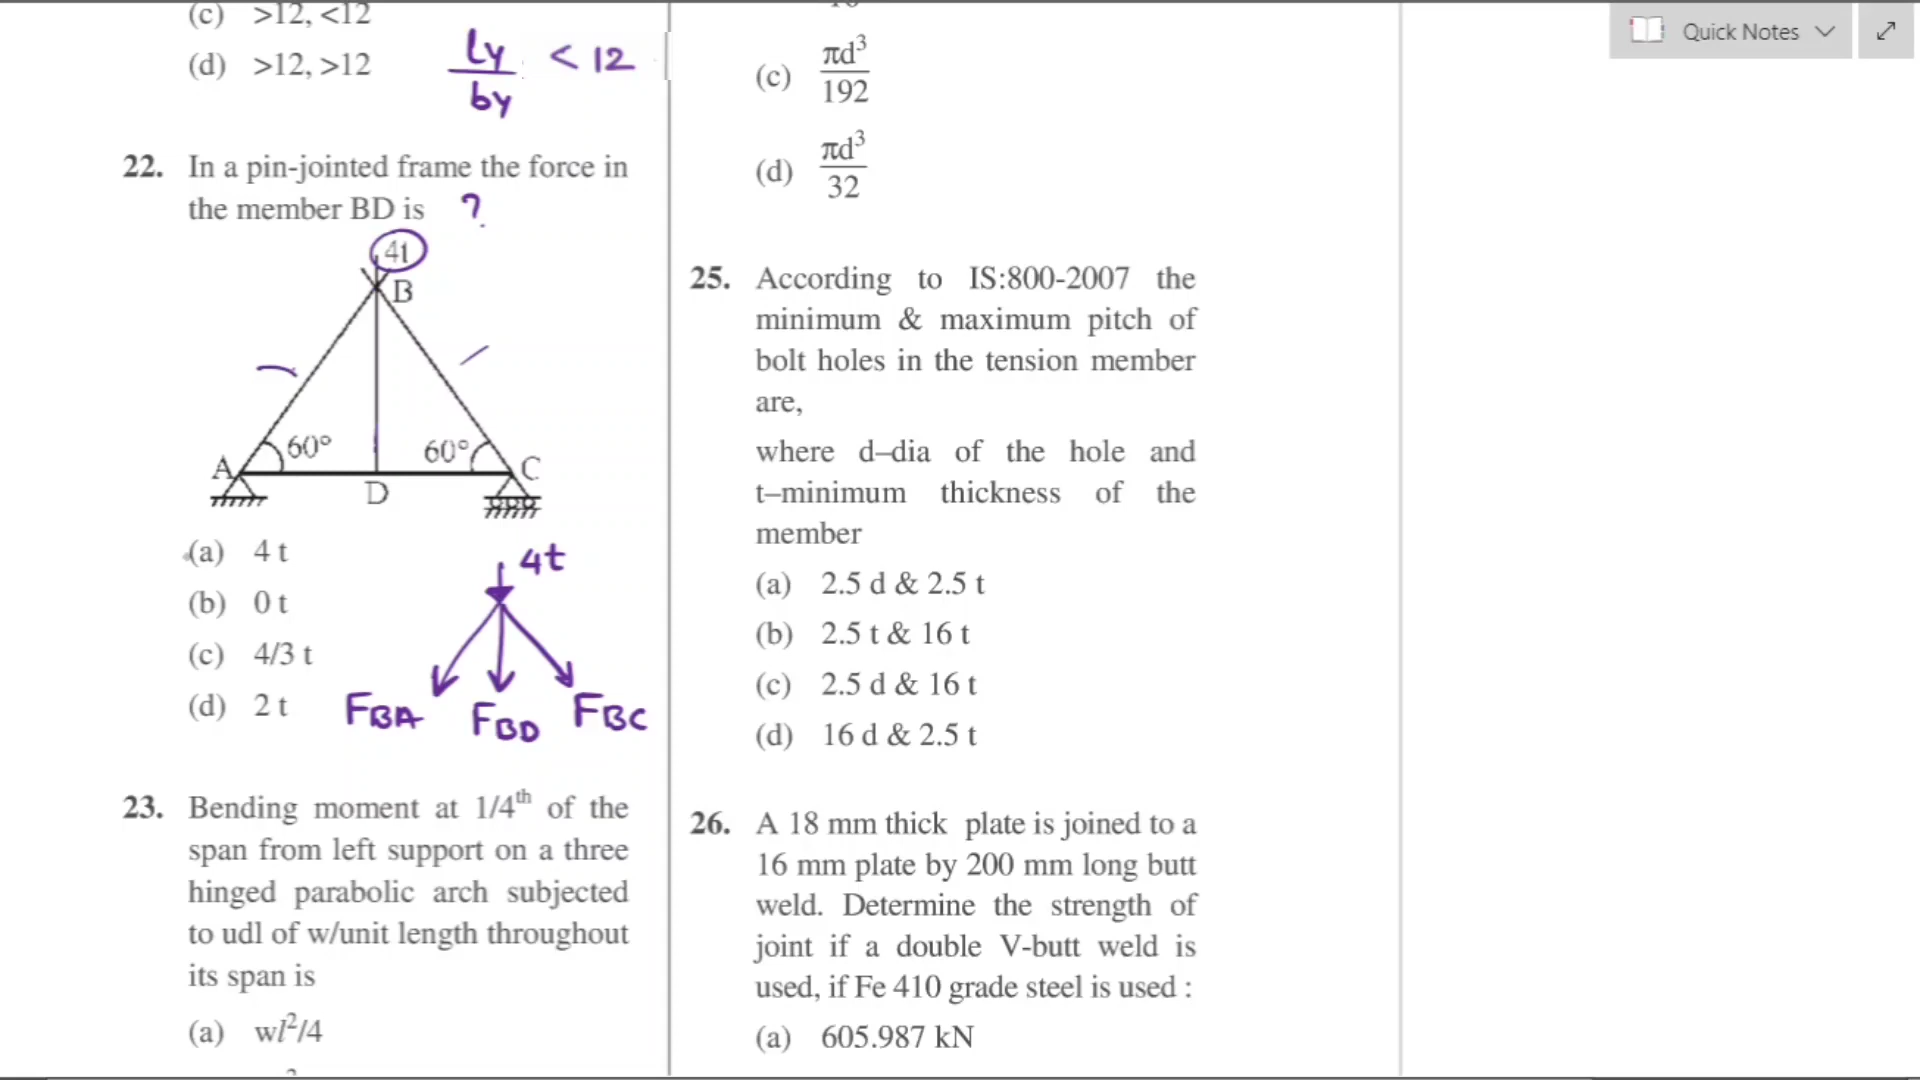 (c) >12, <12
(d) >12, >12
Ly
by
< 12
22. In a pin-jointed frame the force in
the member BD is ?
4t
B
60°
60°
A
C
D
(a) 4 t
(b) 0 t
(c) 4/3 t
(d) 2 t
4t
FBA
FBD
FBC
23. Bending moment at 1/4th of the
span from left support on a three
hinged parabolic arch subjected
to udl of w/unit length throughout
its span is
(a) wl²/4
(c) πd³
192
(d) πd³
32
25. According to IS:800-2007 the
minimum & maximum pitch of
bolt holes in the tension member
are,
where d–dia of the hole and
t–minimum thickness of the
member
(a) 2.5 d & 2.5 t
(b) 2.5 t & 16 t
(c) 2.5 d & 16 t
(d) 16 d & 2.5 t
26. A 18 mm thick plate is joined to a
16 mm plate by 200 mm long butt
weld. Determine the strength of
joint if a double V-butt weld is
used, if Fe 410 grade steel is used :
(a) 605.987 kN
Quick Notes